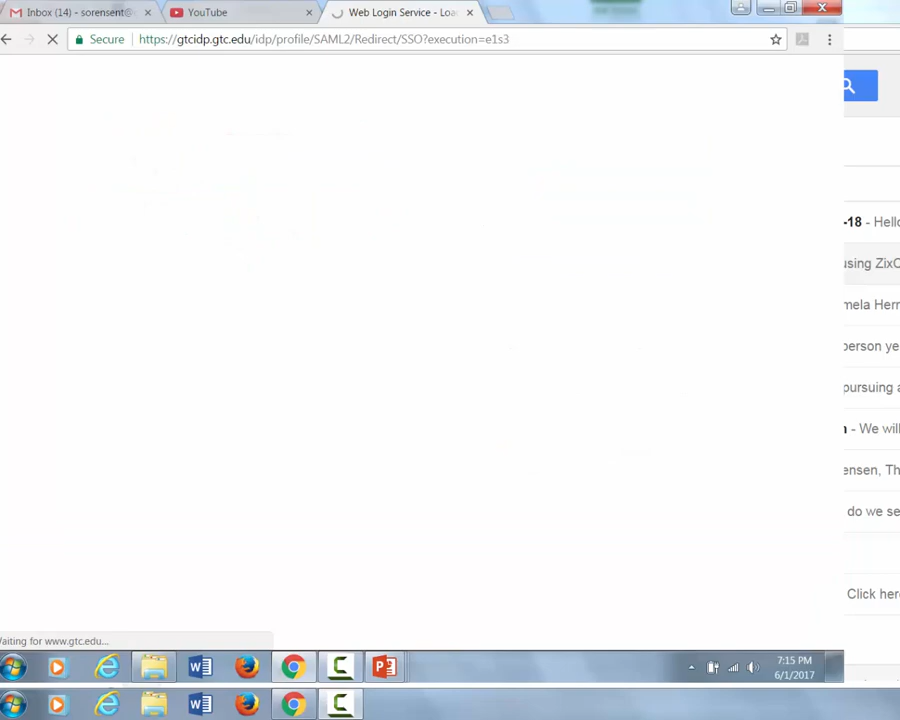 Inbox (14) - sorensent@
YouTube
Web Login Service - Loa
Secure
https://gtcidp.gtc.edu/idp/profile/SAML2/Redirect/SSO?execution=e1s3
-18 - Hello
using ZixC
mela Herr
person ye
pursuing a
n - We will
ensen, Th
do we se
Click here
Waiting for www.gtc.edu...
7:15 PM
6/1/2017